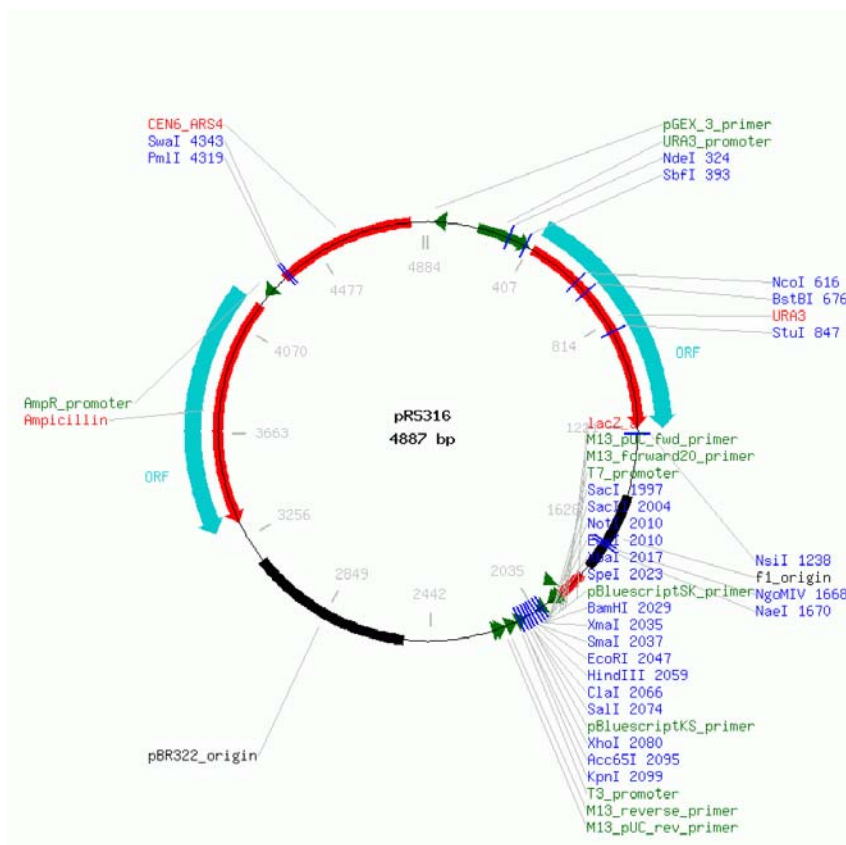 CEN6_ARS4
SwaI 4343
PmlI 4319
pGEX_3_primer
URA3_promoter
NdeI 324
SbfI 393
4884
407
4477
NcoI 616
BstBI 676
URA3
StuI 847
814
ORF
4070
AmpR_promoter
Ampicillin
pRS316
4887 bp
3663
ORF
lacZ_a
M13_pUC_fwd_primer
M13_forward20_primer
T7_promoter
SacI 1997
SacII 2004
1628
NotI 2010
2010
2017
SpeI 2023
pBluescriptSK_primer
BamHI 2029
XmaI 2035
SmaI 2037
EcoRI 2047
HindIII 2059
ClaI 2066
SalI 2074
pBluescriptKS_primer
XhoI 2080
Acc65I 2095
KpnI 2099
T3_promoter
M13_reverse_primer
M13_pUC_rev_primer
NsiI 1238
f1_origin
NgoMIV 1668
NaeI 1670
3256
2849
2442
2035
pBR322_origin